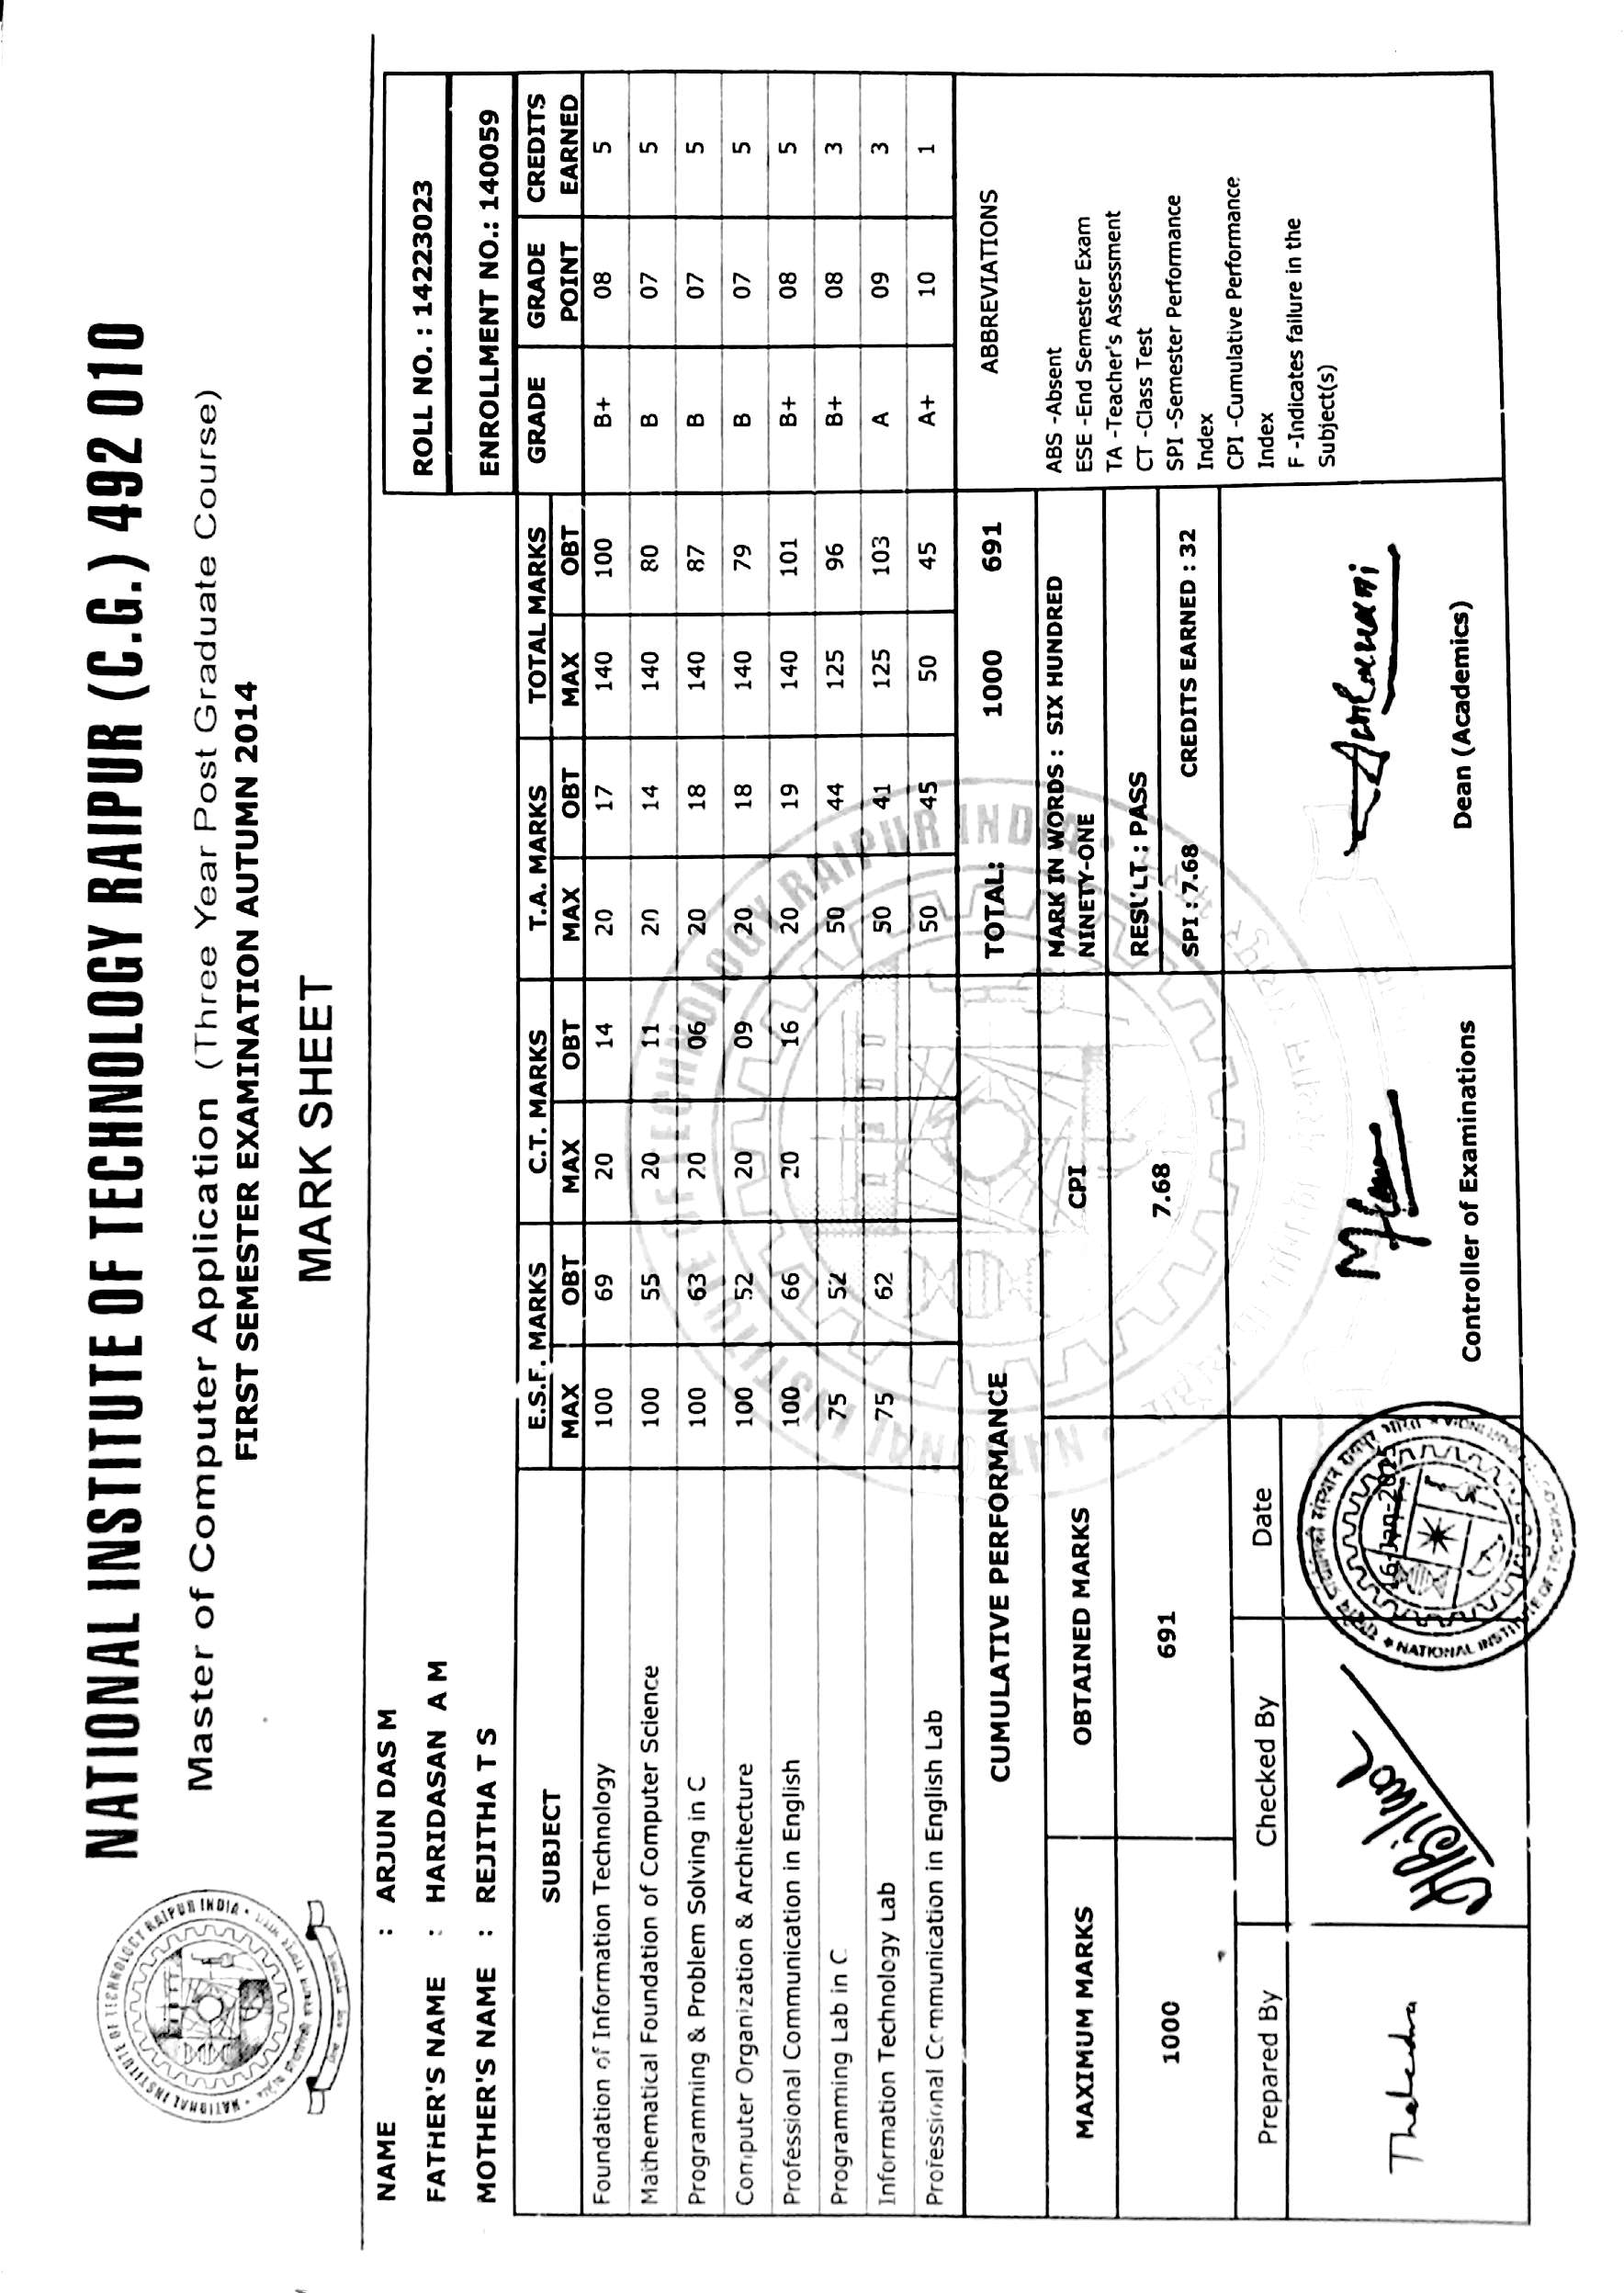 NATIONAL INSTITUTE OF TECHNOLOGY RAIPUR (C.G.) 492 010
NATIONAL INSTITUTE OF TECHNOLOGY RAIPUR INDIA
Master of Computer Application (Three Year Post Graduate Course)
FIRST SEMESTER EXAMINATION AUTUMN 2014
MARK SHEET
NAME : ARJUN DAS M
FATHER'S NAME : HARIDASAN A M
MOTHER'S NAME : REJITHA T S
ROLL NO. : 14223023
ENROLLMENT NO.: 140059
SUBJECT E.S.F. MARKS C.T. MARKS T.A. MARKS TOTAL MARKS GRADE GRADE POINT CREDITS EARNED
MAX OBT MAX OBT MAX OBT MAX OBT
Foundation of Information Technology 100 69 20 14 20 17 140 100 B+ 08 5
Mathematical Foundation of Computer Science 100 55 20 11 20 14 140 80 B 07 5
Programming & Problem Solving in C 100 63 20 06 20 18 140 87 B 07 5
Computer Organization & Architecture 100 52 20 09 20 18 140 79 B 07 5
Professional Communication in English 100 66 20 16 20 19 140 101 B+ 08 5
Programming Lab in C 75 52 50 44 125 96 B+ 08 3
Information Technology Lab 75 62 50 41 125 103 A 09 3
Professional Communication in English Lab 50 45 50 45 A+ 10 1
CUMULATIVE PERFORMANCE
TOTAL: 1000 691
MAXIMUM MARKS OBTAINED MARKS CPI
1000 691 7.68
MARK IN WORDS : SIX HUNDRED
NINETY-ONE
RESULT : PASS
SPI : 7.68 CREDITS EARNED : 32
ABBREVIATIONS
ABS -Absent
ESE -End Semester Exam
TA -Teacher's Assessment
CT -Class Test
SPI -Semester Performance
Index
CPI -Cumulative Performance
Index
F -Indicates failure in the
Subject(s)
Prepared By Checked By Date
Thalendra
16-Jan-2015
Controller of Examinations
Dean (Academics)